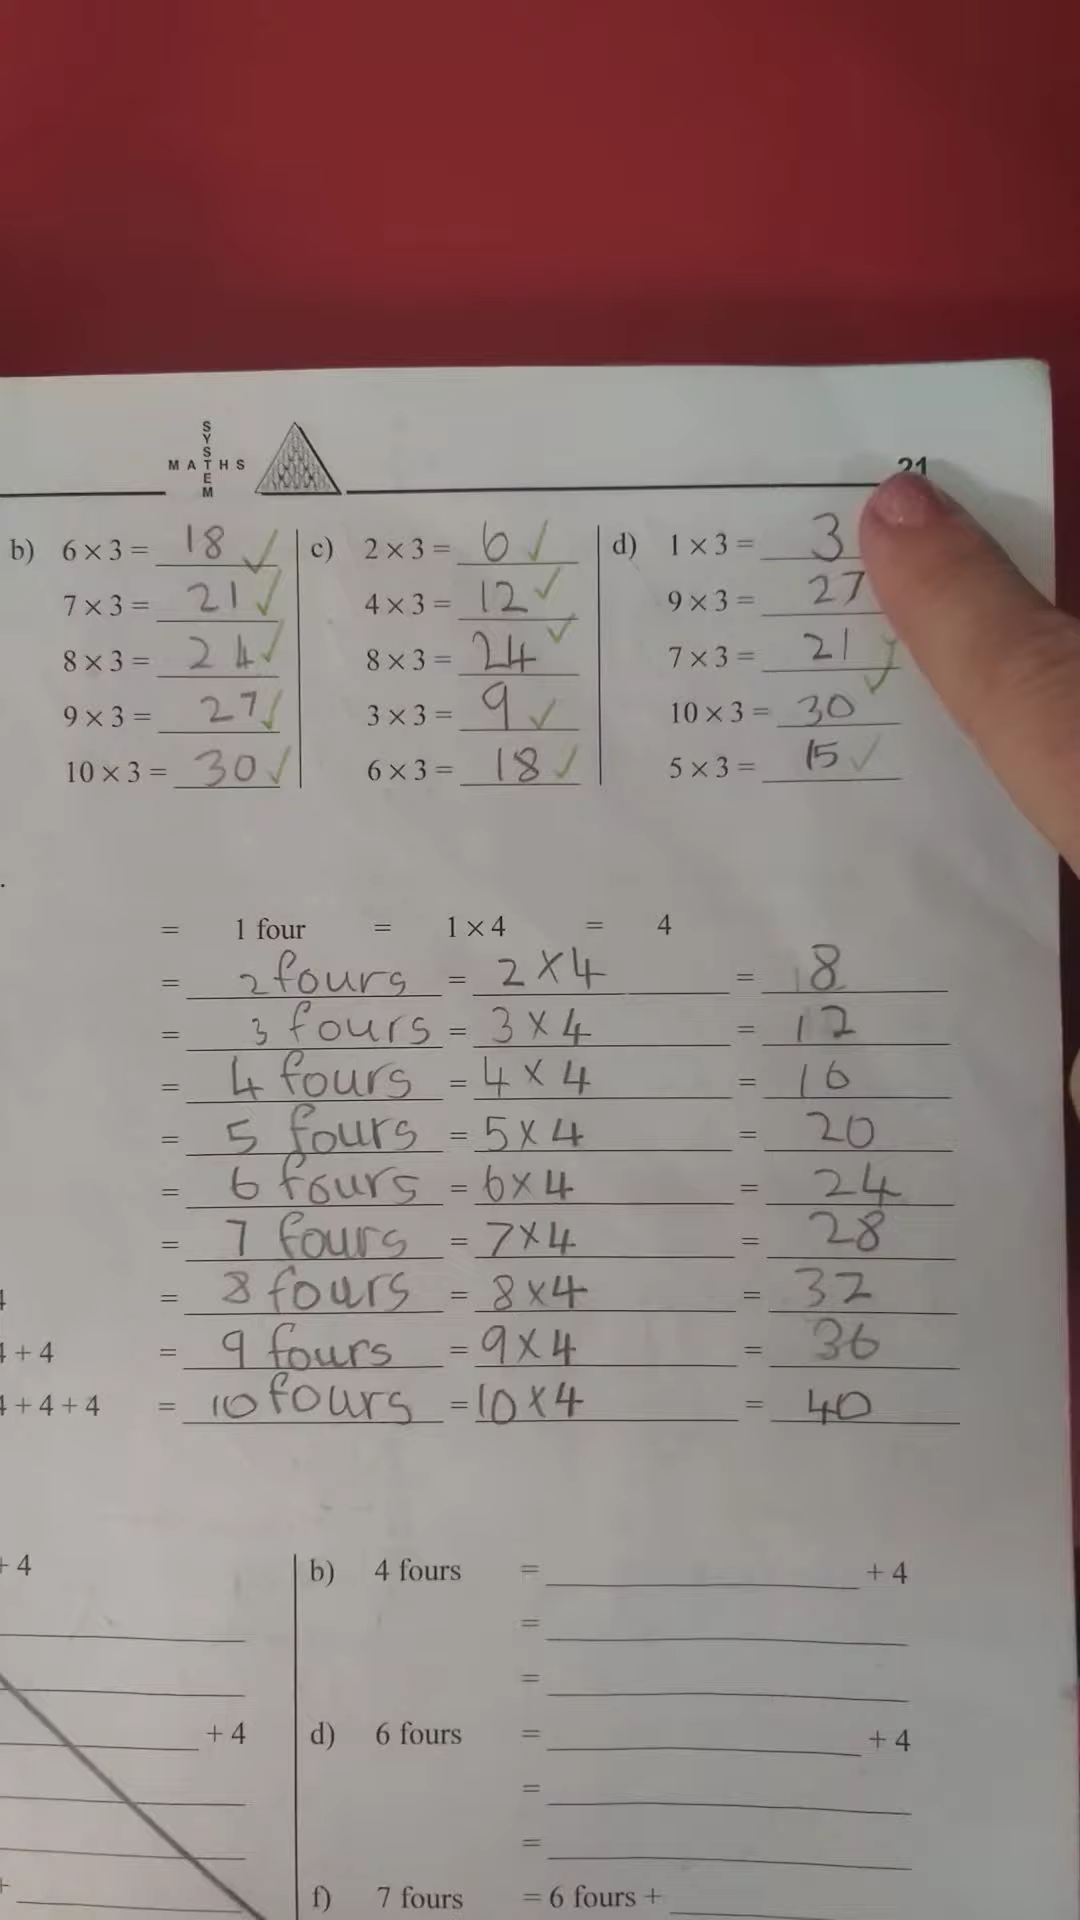 SYSTEM
MATHS
21
b) 6 × 3 = 18 ✓ c) 2 × 3 = 6 ✓ d) 1 × 3 = 3
7 × 3 = 21 ✓ 4 × 3 = 12 ✓ 9 × 3 = 27
8 × 3 = 24 ✓ 8 × 3 = 24 ✓ 7 × 3 = 21 ✓
9 × 3 = 27 ✓ 3 × 3 = 9 ✓ 10 × 3 = 30 ✓
10 × 3 = 30 ✓ 6 × 3 = 18 ✓ 5 × 3 = 15 ✓
.
= 1 four = 1 × 4 = 4
= 2 fours = 2 × 4 = 8
= 3 fours = 3 × 4 = 12
= 4 fours = 4 × 4 = 16
= 5 fours = 5 × 4 = 20
= 6 fours = 6 × 4 = 24
= 7 fours = 7 × 4 = 28
4 = 8 fours = 8 × 4 = 32
4 + 4 = 9 fours = 9 × 4 = 36
4 + 4 + 4 = 10 fours = 10 × 4 = 40
+ 4 b) 4 fours = + 4
=
=
+ 4 d) 6 fours = + 4
=
=
+ f) 7 fours = 6 fours +